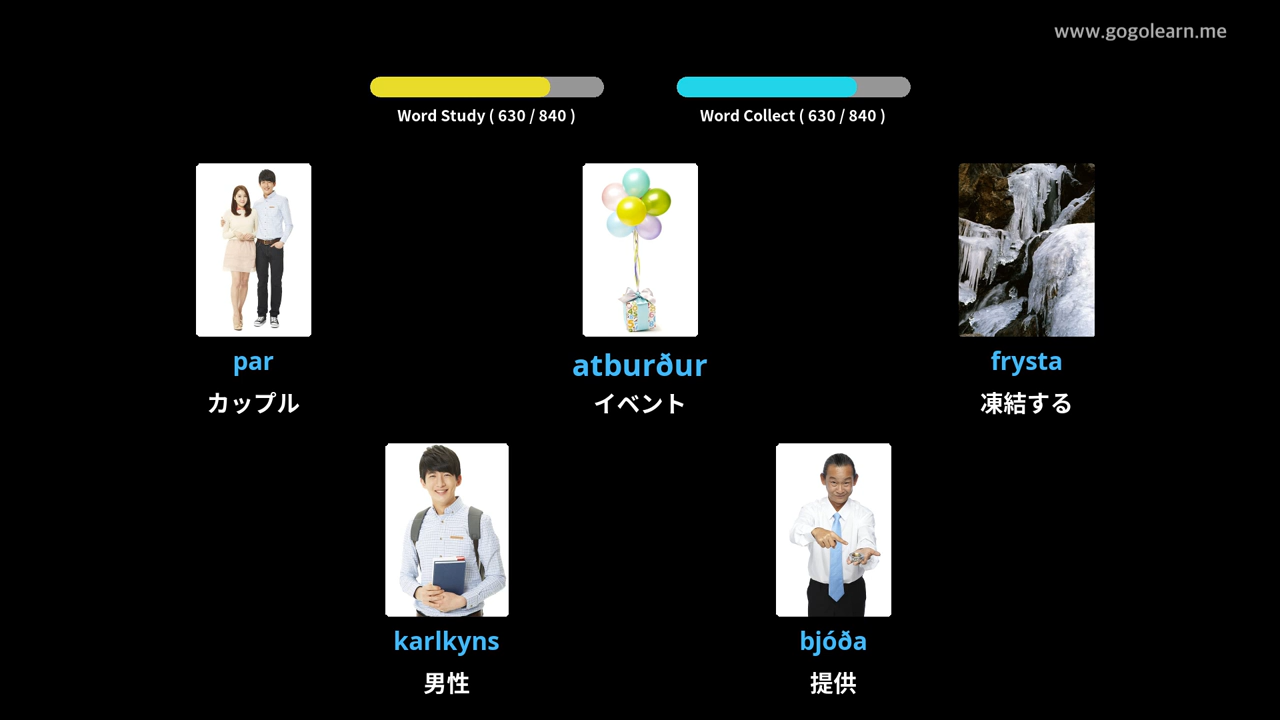 www.gogolearn.me
Word Study ( 630 / 840 )
Word Collect ( 630 / 840 )
par
カップル
atburður
イベント
frysta
凍結する
karlkyns
男性
bjóða
提供